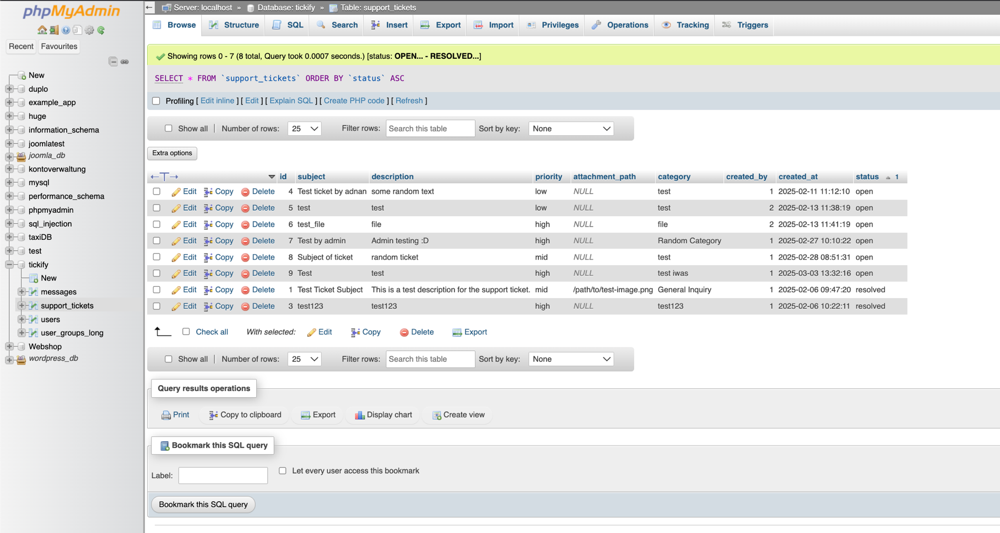 phpMyAdmin
Recent Favourites
New
duplo
example_app
huge
information_schema
joomlatest
joomla_db
kontoverwaltung
mysql
performance_schema
phpmyadmin
sql_injection
taxiDB
test
tickify
New
messages
support_tickets
users
user_groups_long
Webshop
wordpress_db
Server: localhost » Database: tickify » Table: support_tickets
Browse Structure SQL Search Insert Export Import Privileges Operations Tracking Triggers
Showing rows 0 - 7 (8 total, Query took 0.0007 seconds.) [status: OPEN... - RESOLVED...]
SELECT * FROM `support_tickets` ORDER BY `status` ASC
Profiling [ Edit inline ] [ Edit ] [ Explain SQL ] [ Create PHP code ] [ Refresh ]
Show all | Number of rows: 25 Filter rows: Search this table Sort by key: None
Extra options
id subject description priority attachment_path category created_by created_at status 1
Edit Copy Delete 4 Test ticket by adnan some random text low NULL test 1 2025-02-11 11:12:10 open
Edit Copy Delete 5 test test low NULL test 2 2025-02-13 11:38:19 open
Edit Copy Delete 6 test_file file high NULL file 2 2025-02-13 11:41:19 open
Edit Copy Delete 7 Test by admin Admin testing :D high NULL Random Category 1 2025-02-27 10:10:22 open
Edit Copy Delete 8 Subject of ticket random ticket mid NULL test 1 2025-02-28 08:51:31 open
Edit Copy Delete 9 Test test high NULL test iwas 1 2025-03-03 13:32:16 open
Edit Copy Delete 1 Test Ticket Subject This is a test description for the support ticket. mid /path/to/test-image.png General Inquiry 1 2025-02-06 09:47:20 resolved
Edit Copy Delete 3 test123 test123 high NULL test123 1 2025-02-06 10:22:11 resolved
Check all With selected: Edit Copy Delete Export
Show all | Number of rows: 25 Filter rows: Search this table Sort by key: None
Query results operations
Print Copy to clipboard Export Display chart Create view
Bookmark this SQL query
Label: Let every user access this bookmark
Bookmark this SQL query